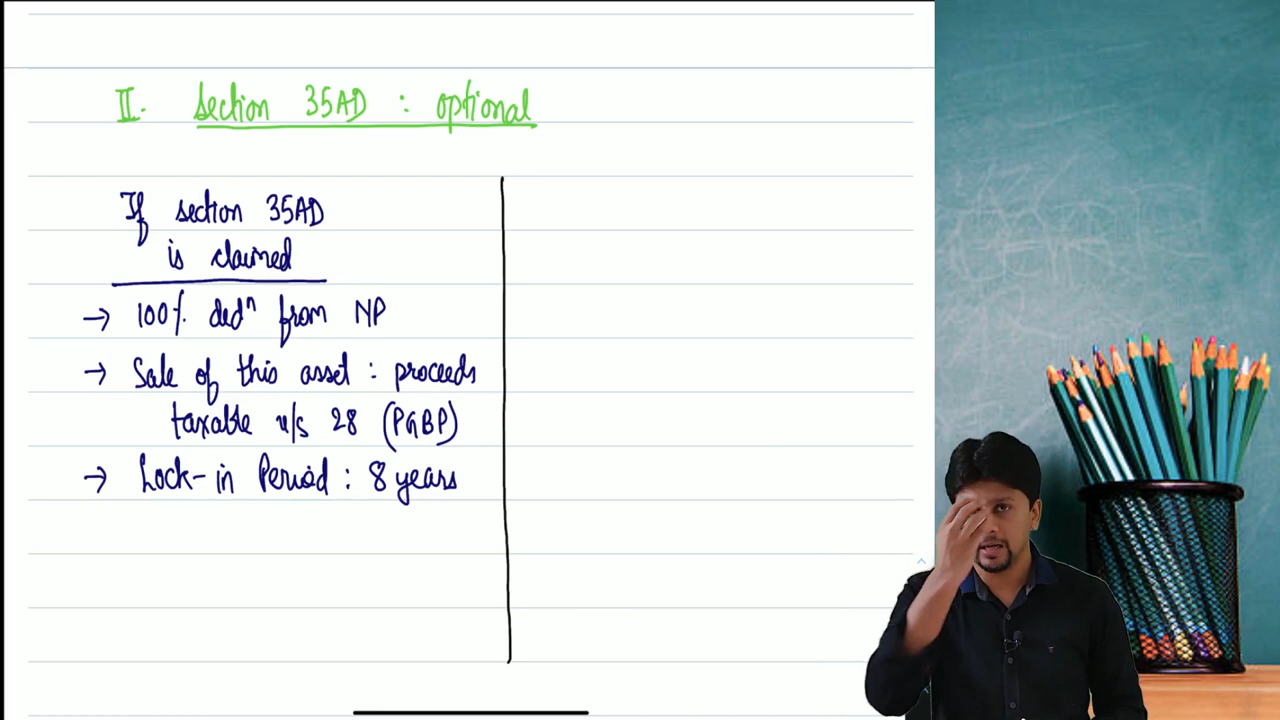 II. Section 35AD : optional
If section 35AD
is claimed
→ 100% dedⁿ from NP
→ Sale of this asset : proceeds
taxable u/s 28 (PGBP)
→ Lock-in Period : 8 years